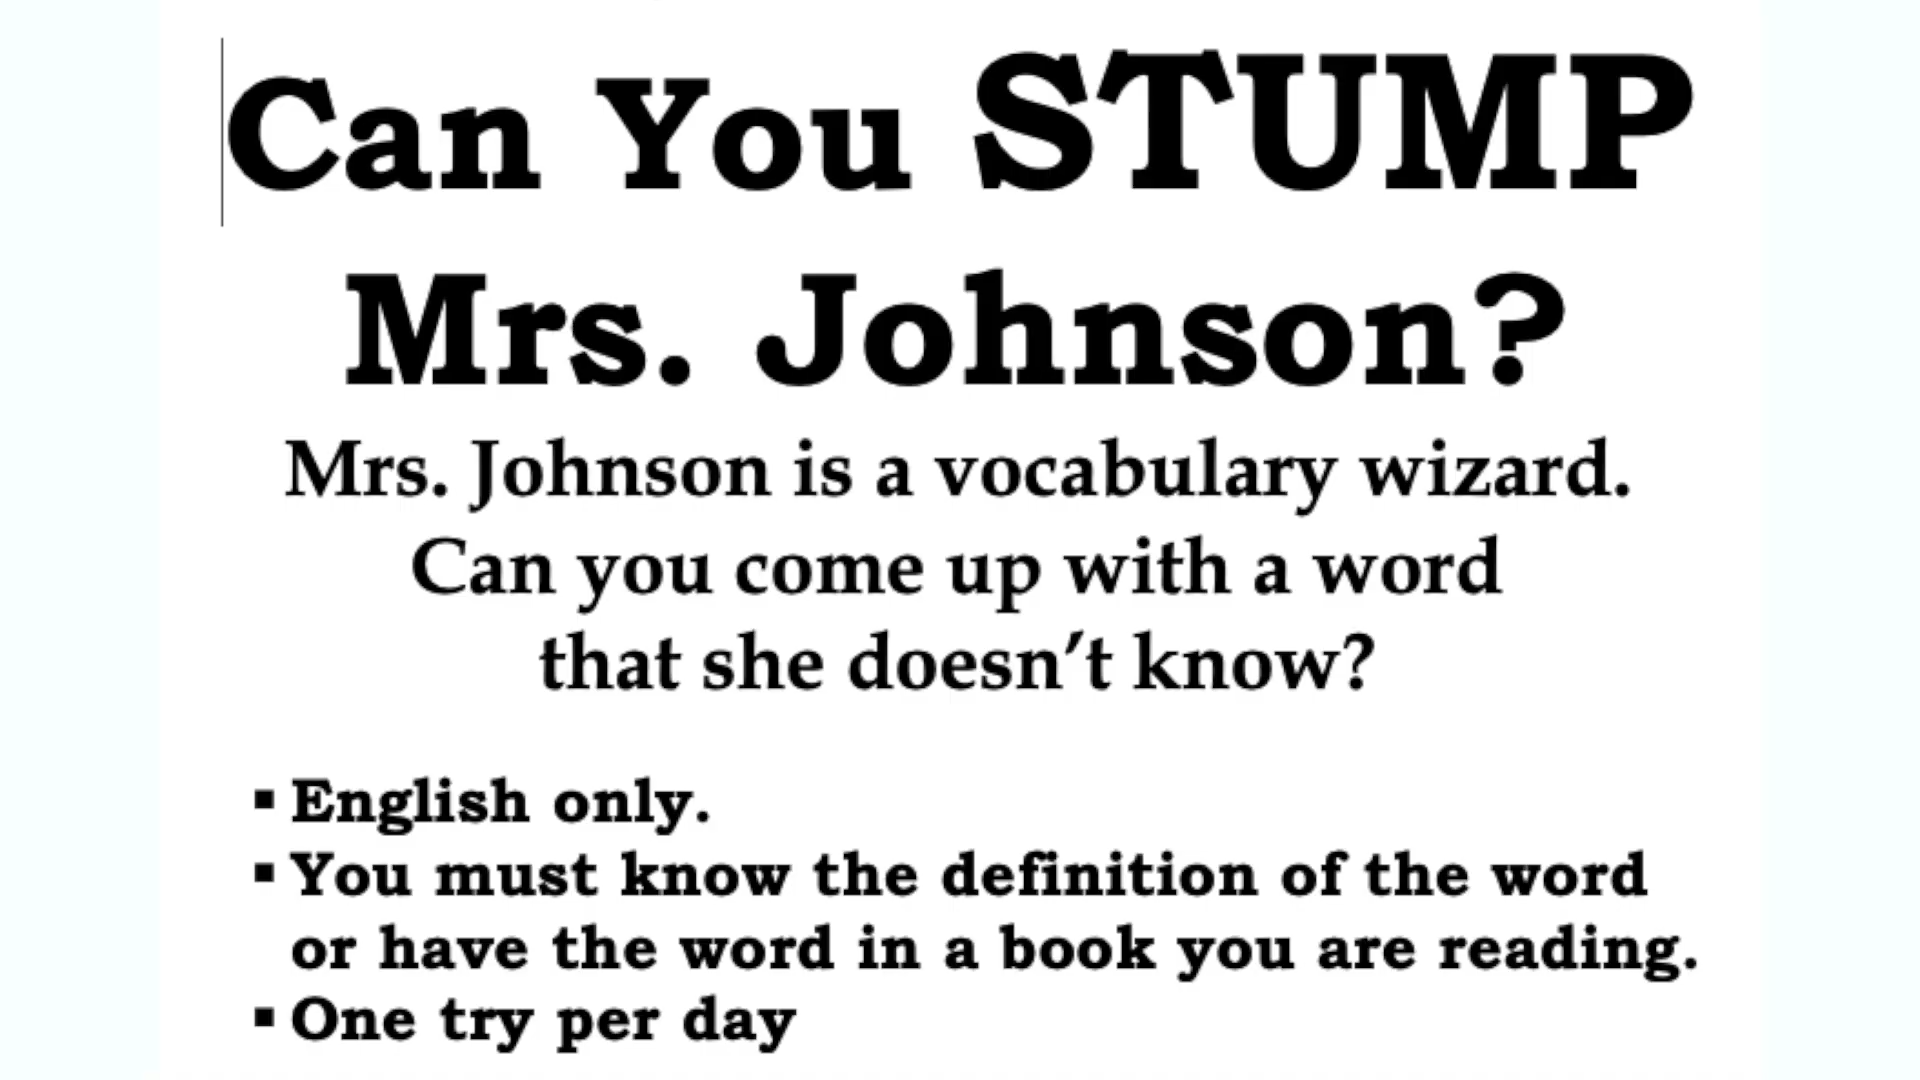 Can You STUMP
Mrs. Johnson?
Mrs. Johnson is a vocabulary wizard.
Can you come up with a word
that she doesn’t know?
▪ English only.
▪ You must know the definition of the word
or have the word in a book you are reading.
▪ One try per day